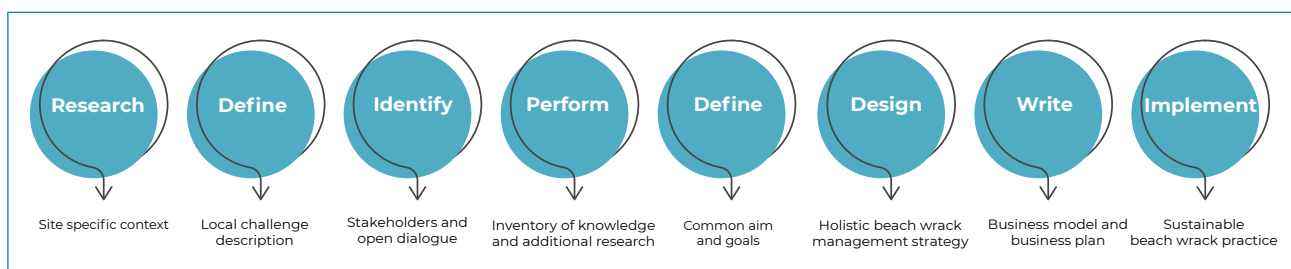 Research
Define
Identify
Perform
Define
Design
Write
Implement
Site specific context
Local challenge
description
Stakeholders and
open dialogue
Inventory of knowledge
and additional research
Common aim
and goals
Holistic beach wrack
management strategy
Business model and
business plan
Sustainable
beach wrack practice